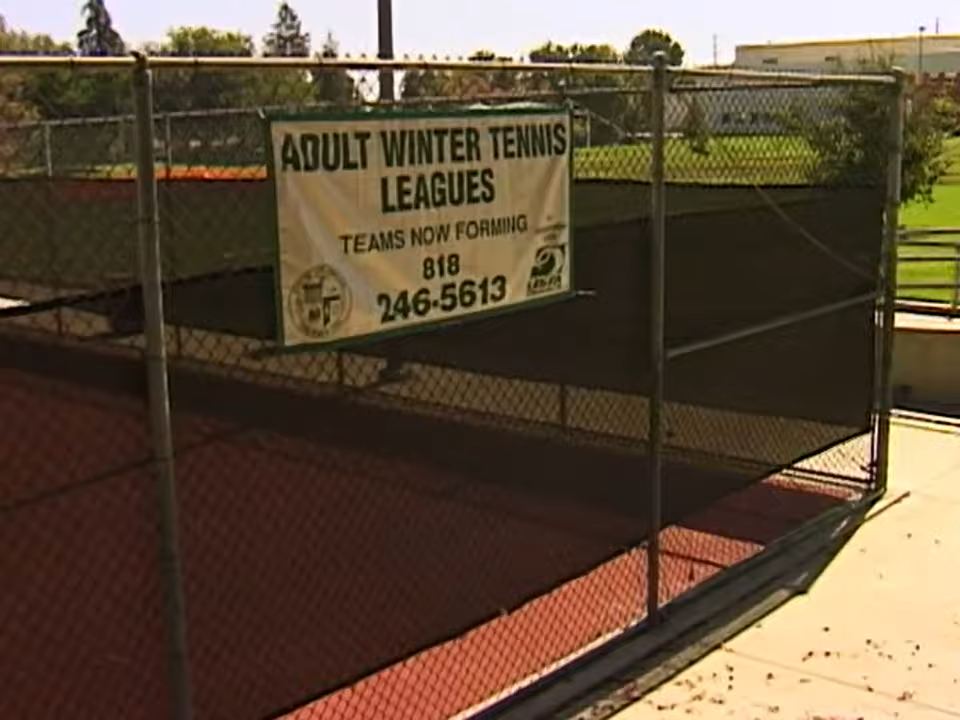 ADULT WINTER TENNIS
LEAGUES
TEAMS NOW FORMING
818
246-5613